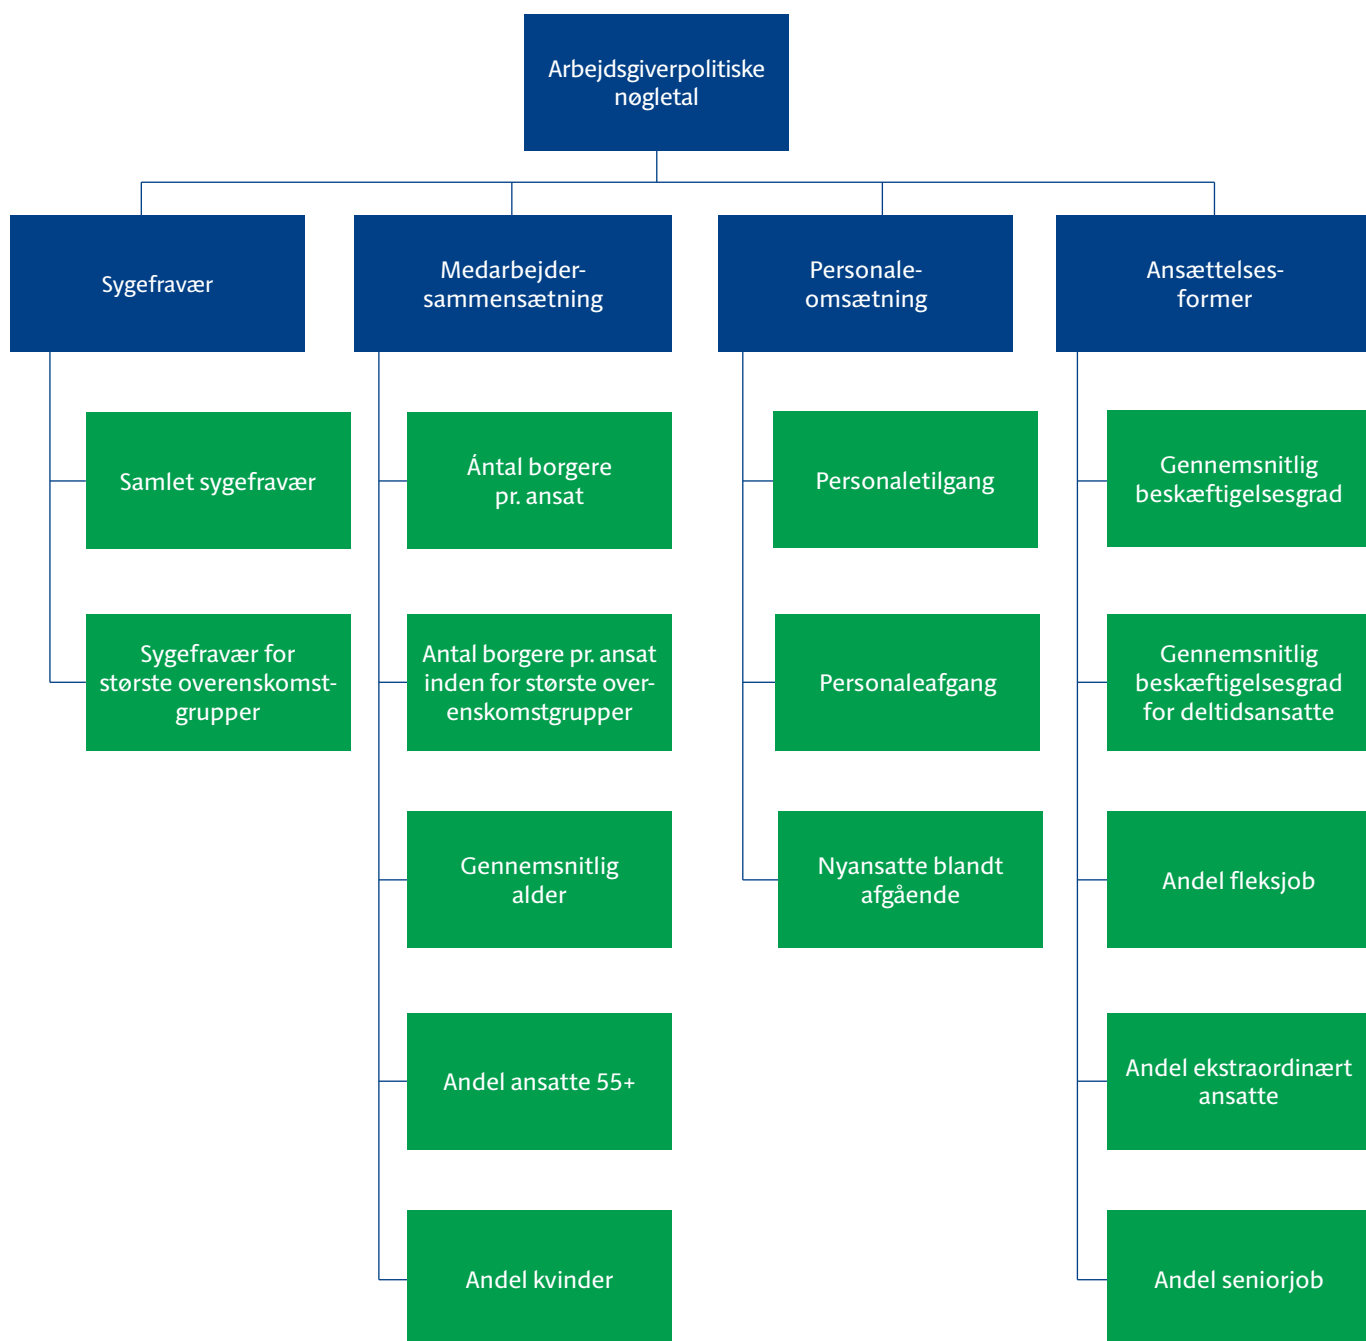 Arbejdsgiverpolitiske
nøgletal
Sygefravær
Medarbejder-
sammensætning
Personale-
omsætning
Ansættelses-
former
Samlet sygefravær
Sygefravær for
største overenskomst-
grupper
Ántal borgere
pr. ansat
Antal borgere pr. ansat
inden for største over-
enskomstgrupper
Gennemsnitlig
alder
Andel ansatte 55+
Andel kvinder
Personaletilgang
Personaleafgang
Nyansatte blandt
afgående
Gennemsnitlig
beskæftigelsesgrad
Gennemsnitlig
beskæftigelsesgrad
for deltidsansatte
Andel fleksjob
Andel ekstraordinært
ansatte
Andel seniorjob